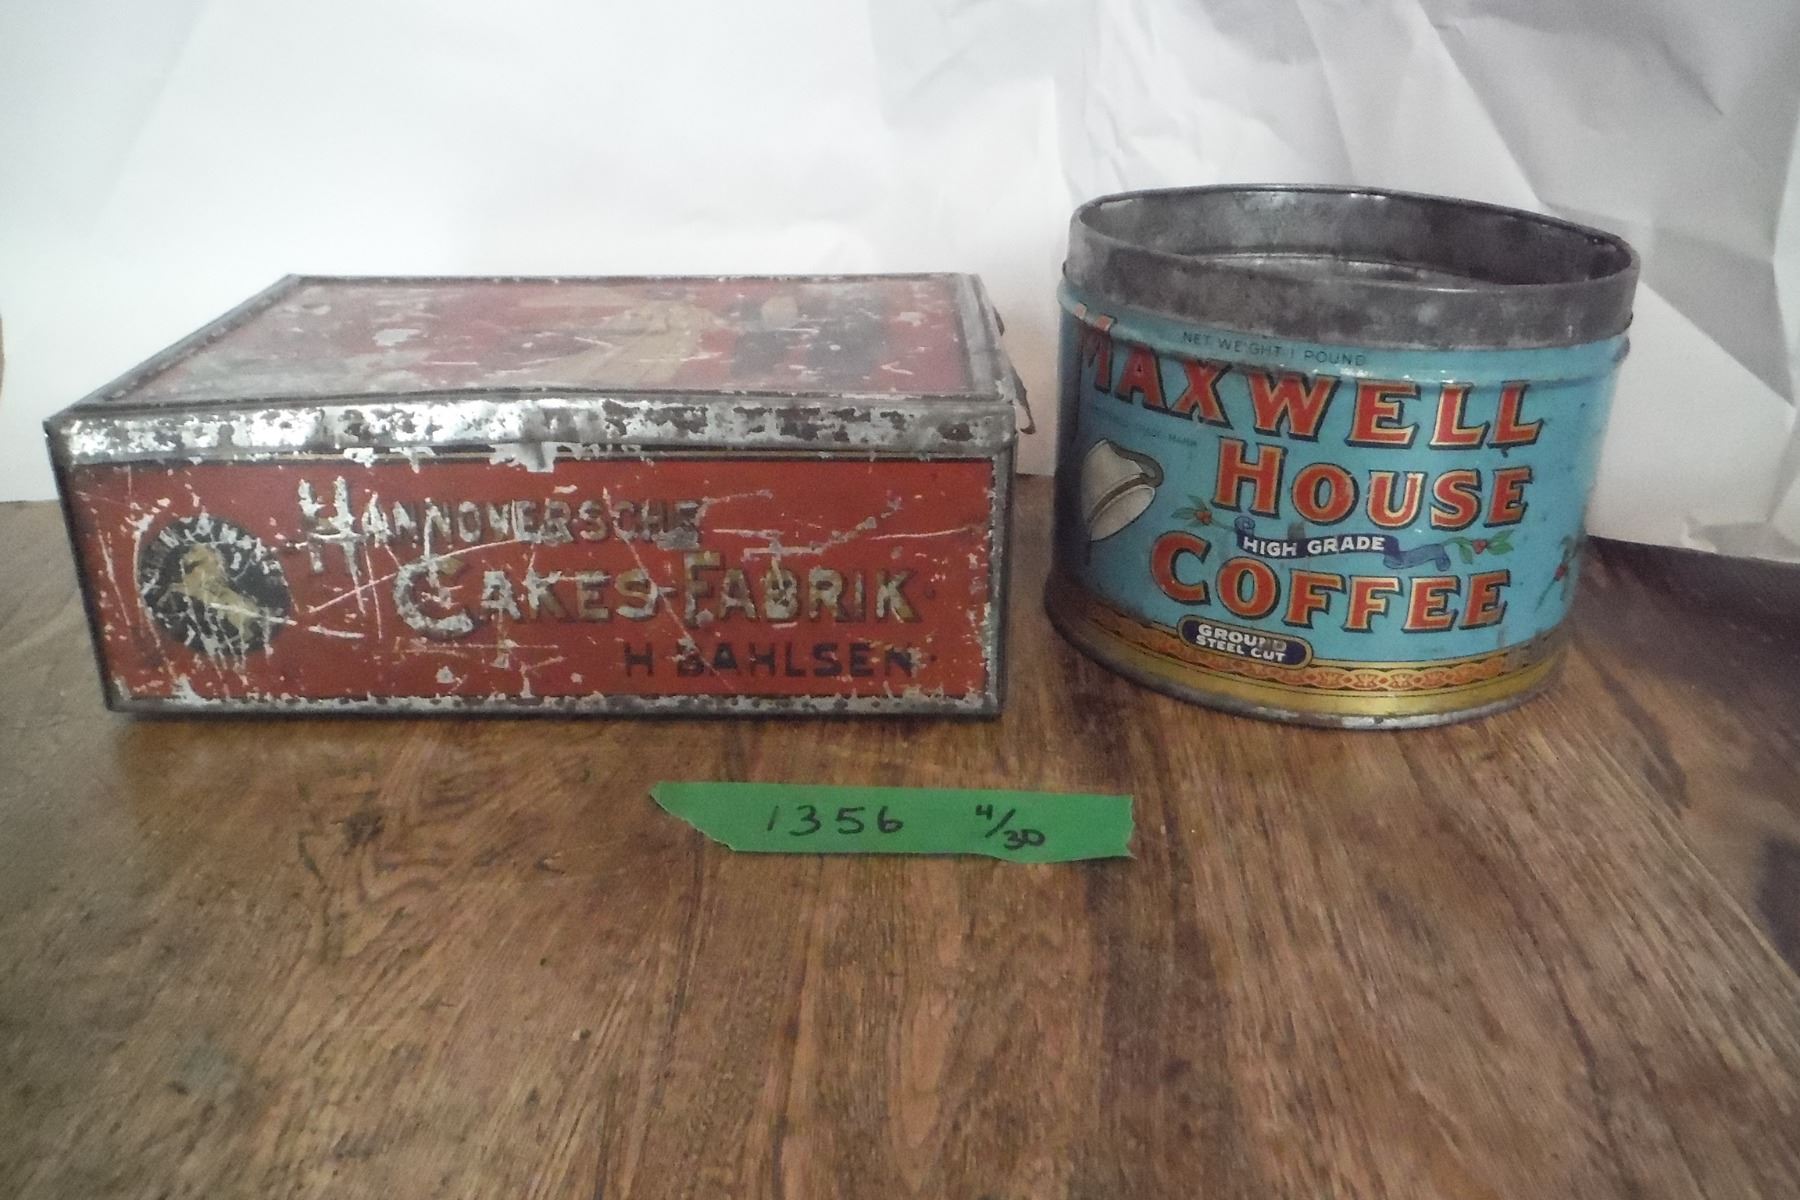 HANNOVERSCHE
CAKES-FABRIK
H. BAHLSEN.
NET WEIGHT 1 POUND
MAXWELL
HOUSE
HIGH GRADE
COFFEE
GROUND
STEEL CUT
1356 4/30